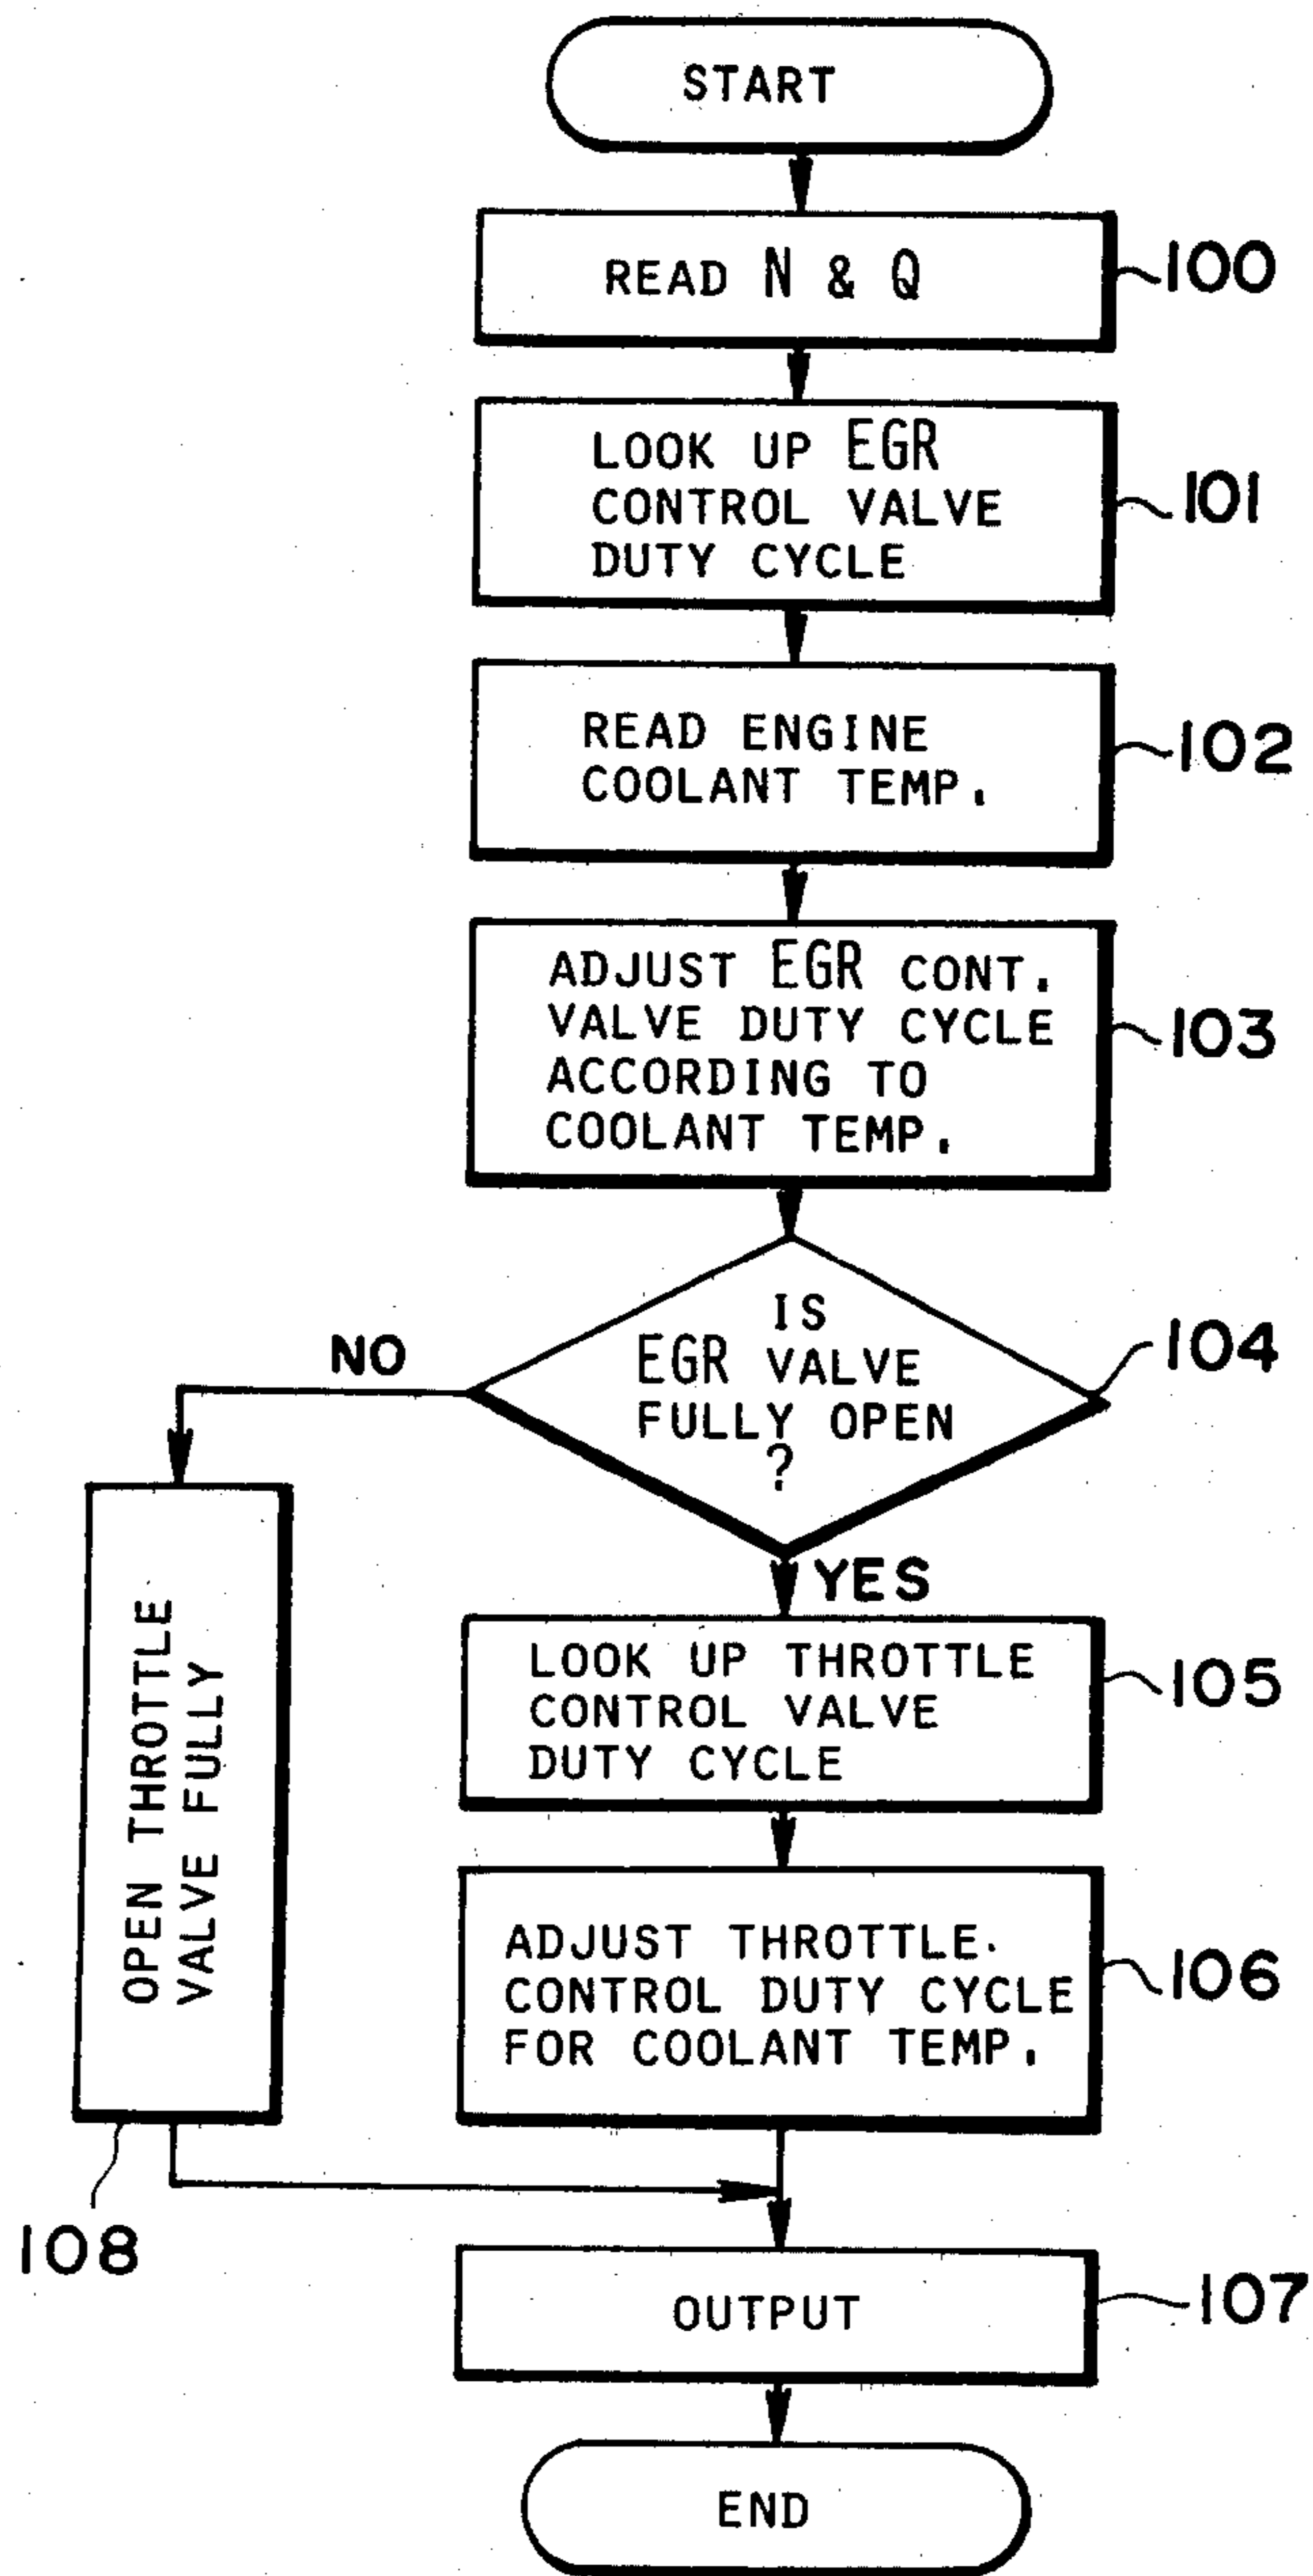 START
READ N & Q
100
LOOK UP EGR
CONTROL VALVE
DUTY CYCLE
101
READ ENGINE
COOLANT TEMP.
102
ADJUST EGR CONT.
VALVE DUTY CYCLE
ACCORDING TO
COOLANT TEMP.
103
IS
EGR VALVE
FULLY OPEN
?
104
NO
YES
OPEN THROTTLE
VALVE FULLY
108
LOOK UP THROTTLE
CONTROL VALVE
DUTY CYCLE
105
ADJUST THROTTLE
CONTROL DUTY CYCLE
FOR COOLANT TEMP.
106
OUTPUT
107
END